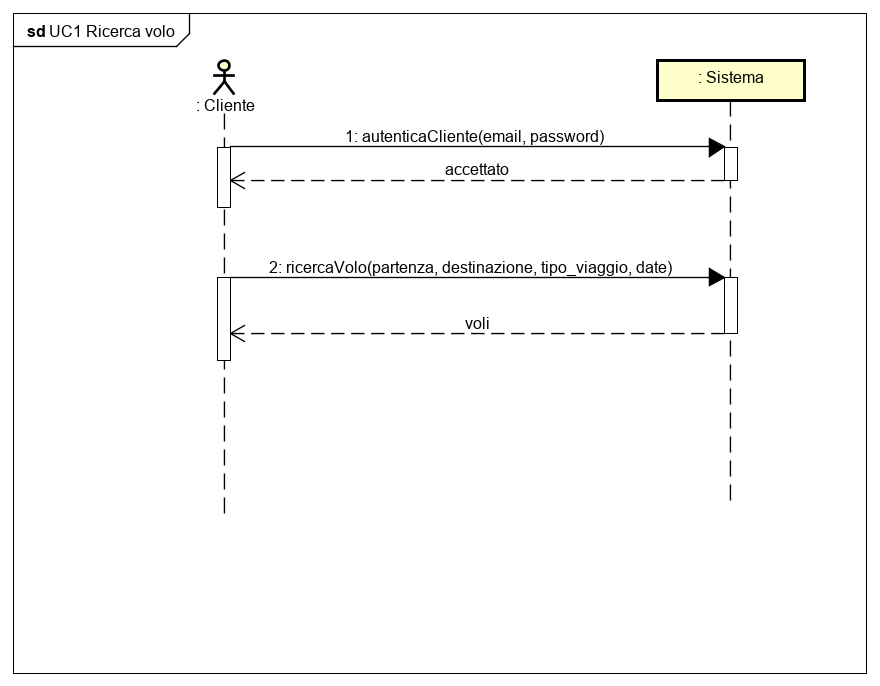 sd UC1 Ricerca volo
: Cliente
: Sistema
1: autenticaCliente(email, password)
accettato
2: ricercaVolo(partenza, destinazione, tipo_viaggio, date)
voli